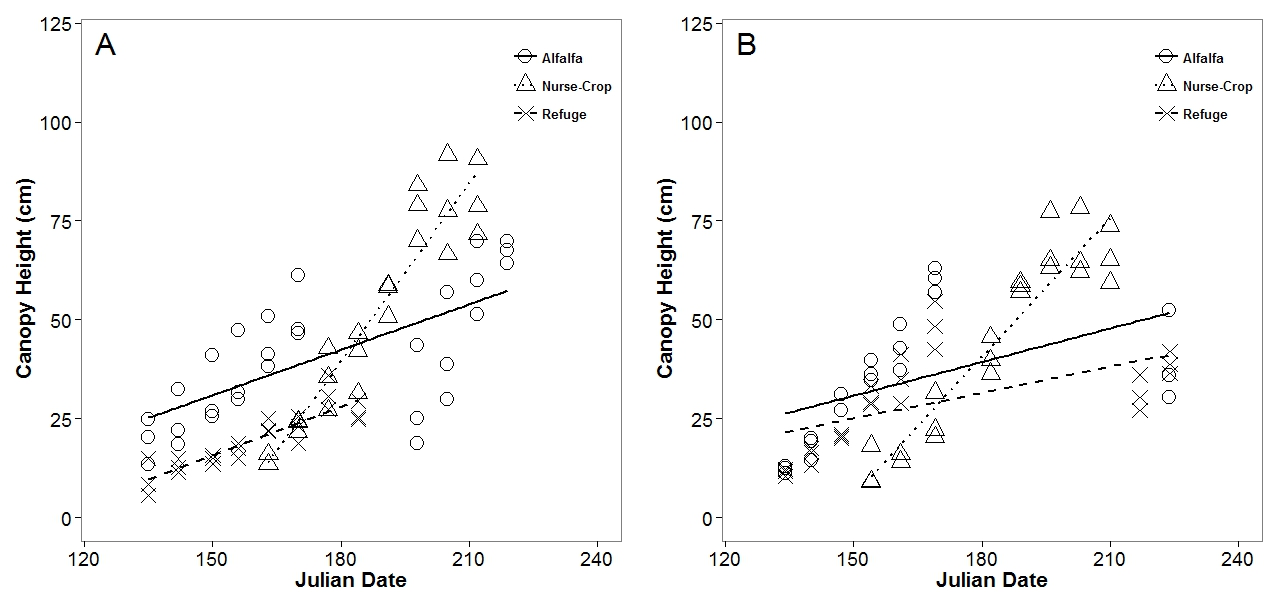 A
Alfalfa
Nurse-Crop
Refuge
125
100
75
50
25
0
Canopy Height (cm)
120 150 180 210 240
Julian Date
B
Alfalfa
Nurse-Crop
Refuge
125
100
75
50
25
0
Canopy Height (cm)
120 150 180 210 240
Julian Date